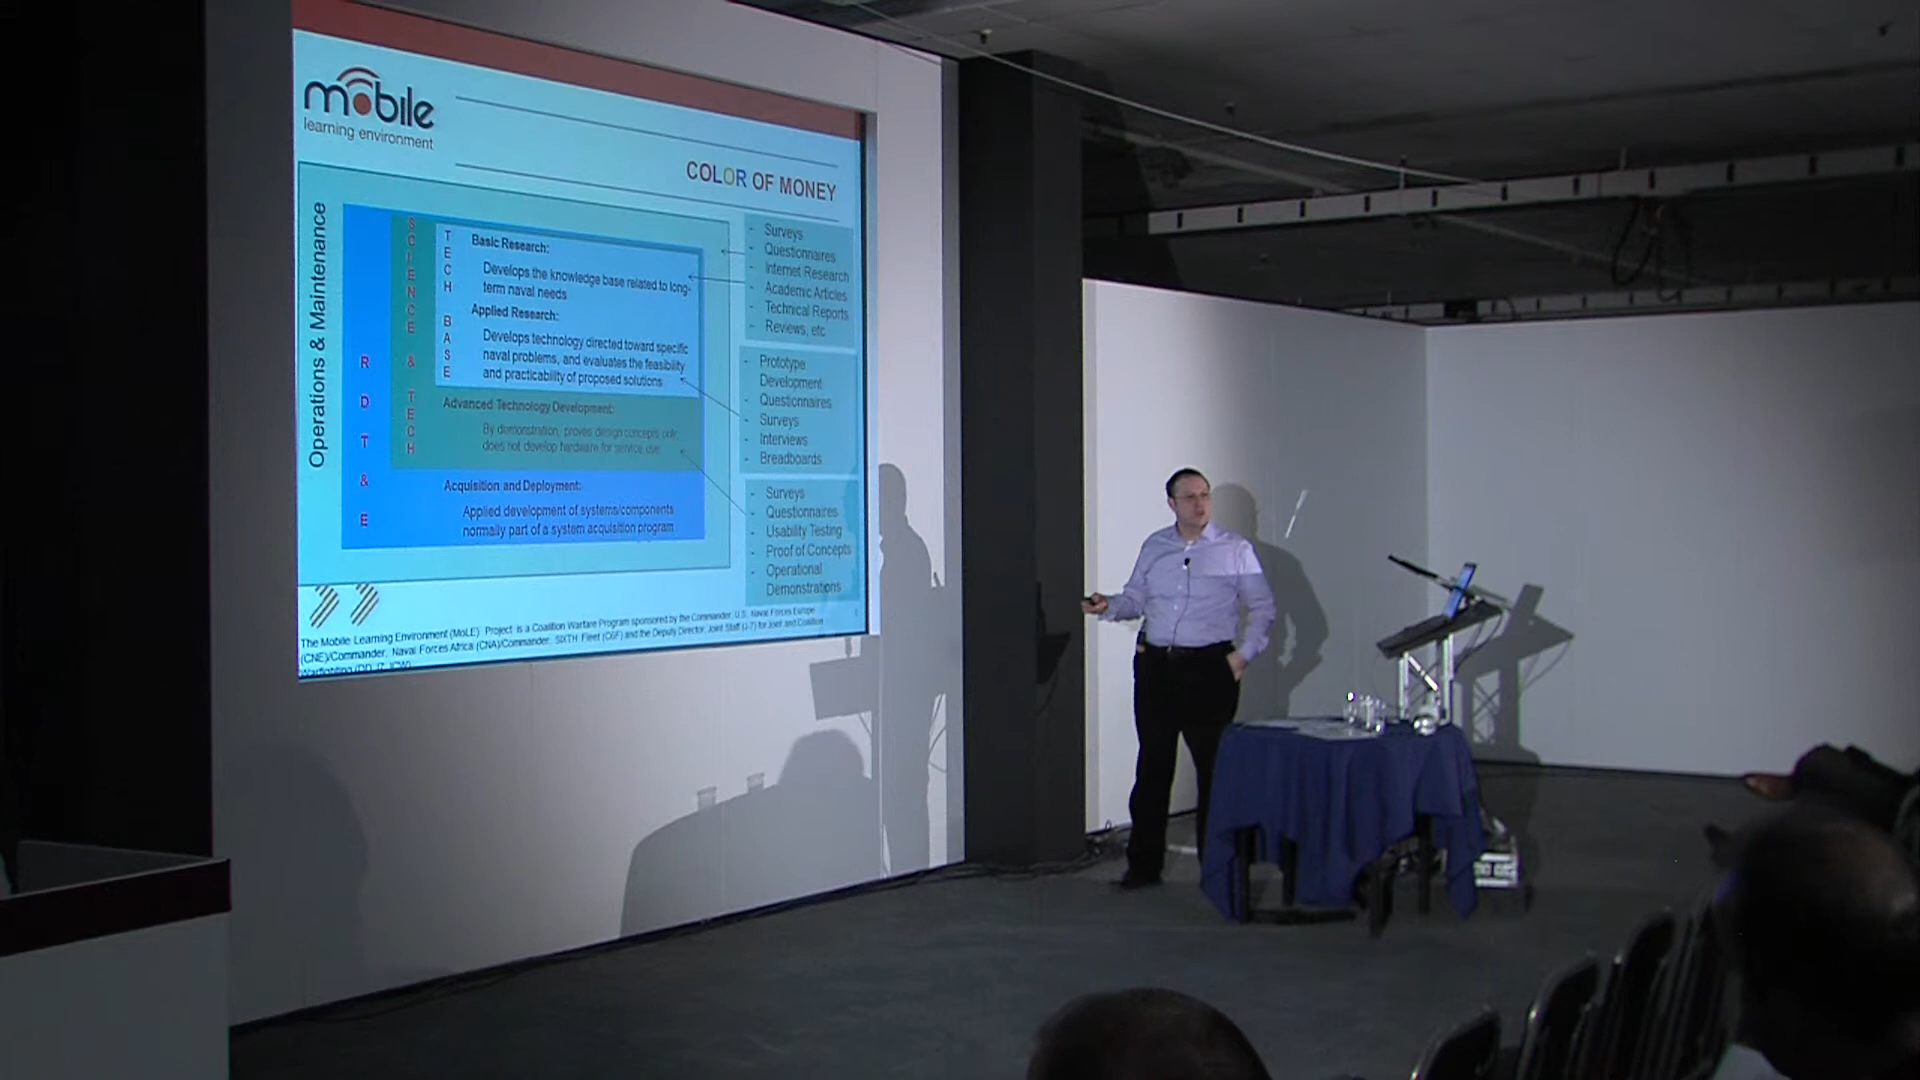 mobile
learning environment
COLOR OF MONEY
Operations & Maintenance
RDT&E
SCIENCE & TECH
TECH BASE
Basic Research:
Develops the knowledge base related to long-
term naval needs
Applied Research:
Develops technology directed toward specific
naval problems, and evaluates the feasibility
and practicability of proposed solutions
Advanced Technology Development:
By demonstration, proves design concepts only;
does not develop hardware for service use
Acquisition and Deployment:
Applied development of systems/components
normally part of a system acquisition program
- Surveys
- Questionnaires
- Internet Research
- Academic Articles
- Technical Reports
- Reviews, etc
- Prototype
Development
- Questionnaires
- Surveys
- Interviews
- Breadboards
- Surveys
- Questionnaires
- Usability Testing
- Proof of Concepts
- Operational
Demonstrations
The Mobile Learning Environment (MoLE) Project is a Coalition Warfare Program sponsored by the Commander, U.S. Naval Forces Europe
(CNE)/Commander, Naval Forces Africa (CNA)/Commander, SIXTH Fleet (C6F) and the Deputy Director, Joint Staff (J-7) for Joint and Coalition
Warfighting (DD J7 JCW)